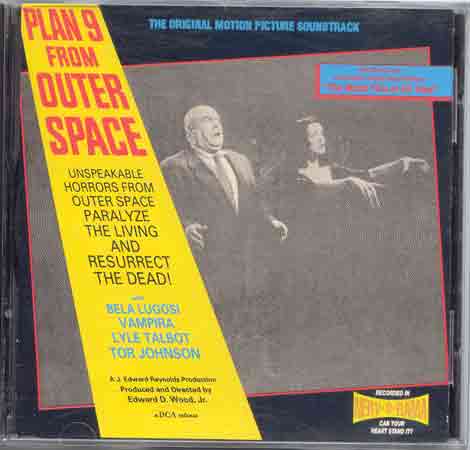 THE ORIGINAL MOTION PICTURE SOUNDTRACK
PLAN 9
FROM
OUTER
SPACE
UNSPEAKABLE
HORRORS FROM
OUTER SPACE
PARALYZE
THE LIVING
AND
RESURRECT
THE DEAD!
with
BELA LUGOSI
VAMPIRA
LYLE TALBOT
TOR JOHNSON
A J. Edward Reynolds Production
Produced and Directed by
Edward D. Wood, Jr.
a DCA release
RECORDED IN
CAN YOUR
HEART STAND IT?